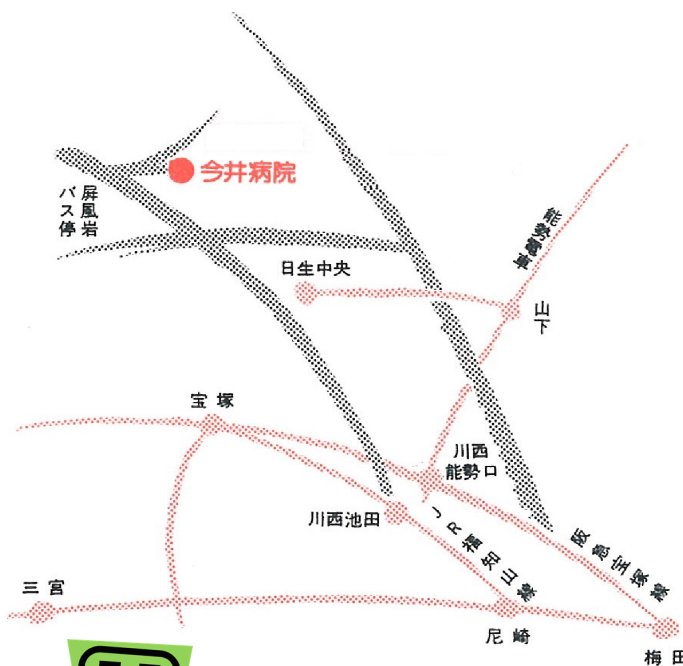 今井病院
屏風岩
バス停
日生中央
能勢電車
山下
宝塚
川西
能勢口
川西池田
JR福知山線
阪急宝塚線
三宮
尼崎
梅田